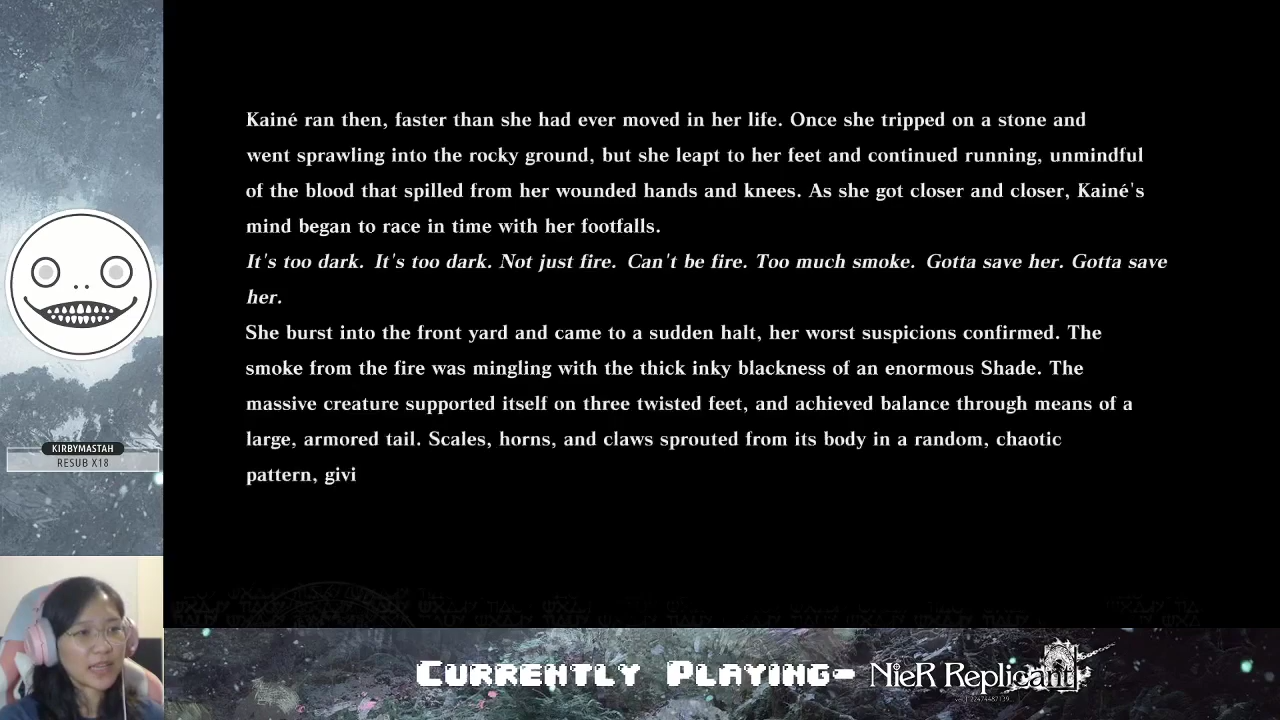 Kainé ran then, faster than she had ever moved in her life. Once she tripped on a stone and
went sprawling into the rocky ground, but she leapt to her feet and continued running, unmindful
of the blood that spilled from her wounded hands and knees. As she got closer and closer, Kainé's
mind began to race in time with her footfalls.
It's too dark. It's too dark. Not just fire. Can't be fire. Too much smoke. Gotta save her. Gotta save
her.
She burst into the front yard and came to a sudden halt, her worst suspicions confirmed. The
smoke from the fire was mingling with the thick inky blackness of an enormous Shade. The
massive creature supported itself on three twisted feet, and achieved balance through means of a
large, armored tail. Scales, horns, and claws sprouted from its body in a random, chaotic
pattern, givi
KIRBYMASTAH
RESUB X18
CURRENTLY PLAYING- NieR Replicant